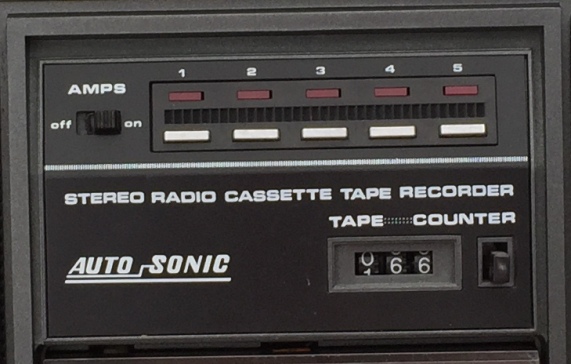 1 2 3 4 5
AMPS
off on
STEREO RADIO CASSETTE TAPE RECORDER
TAPE COUNTER
AUTO-SONIC
66